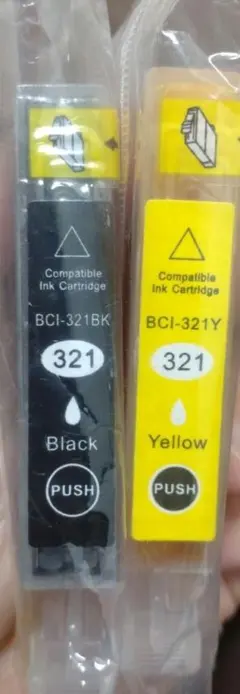 Compatible
Ink Cartridge
BCI-321BK
321
Black
PUSH
Compatible
Ink Cartridge
BCI-321Y
321
Yellow
PUSH